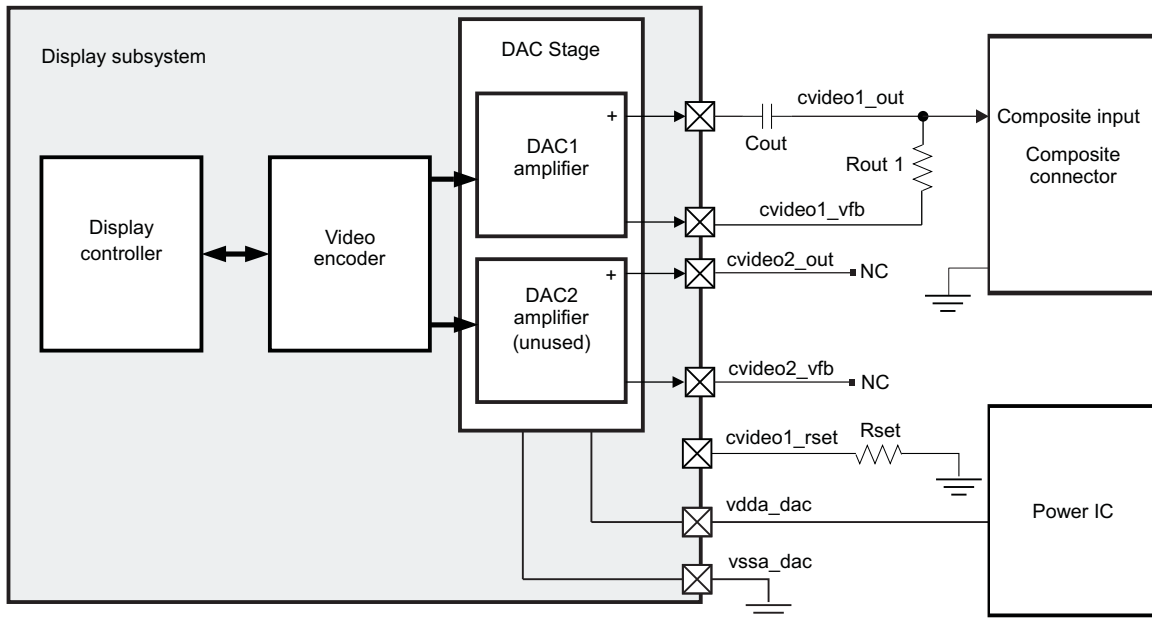 Display subsystem
DAC Stage
Display
controller
Video
encoder
+
DAC1
amplifier
+
DAC2
amplifier
(unused)
cvideo1_out
Cout
Rout 1
cvideo1_vfb
cvideo2_out
NC
cvideo2_vfb
NC
cvideo1_rset
Rset
vdda_dac
vssa_dac
Composite input
Composite
connector
Power IC